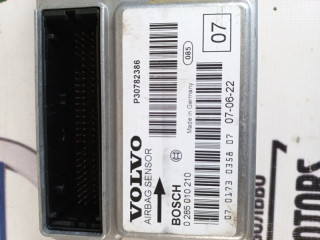 VOLVO
AIRBAG SENSOR
BOSCH
0 285 010 210
P30782386
Made in Germany
085
07
07-06-22
07 0173 0358 07
MOTORS